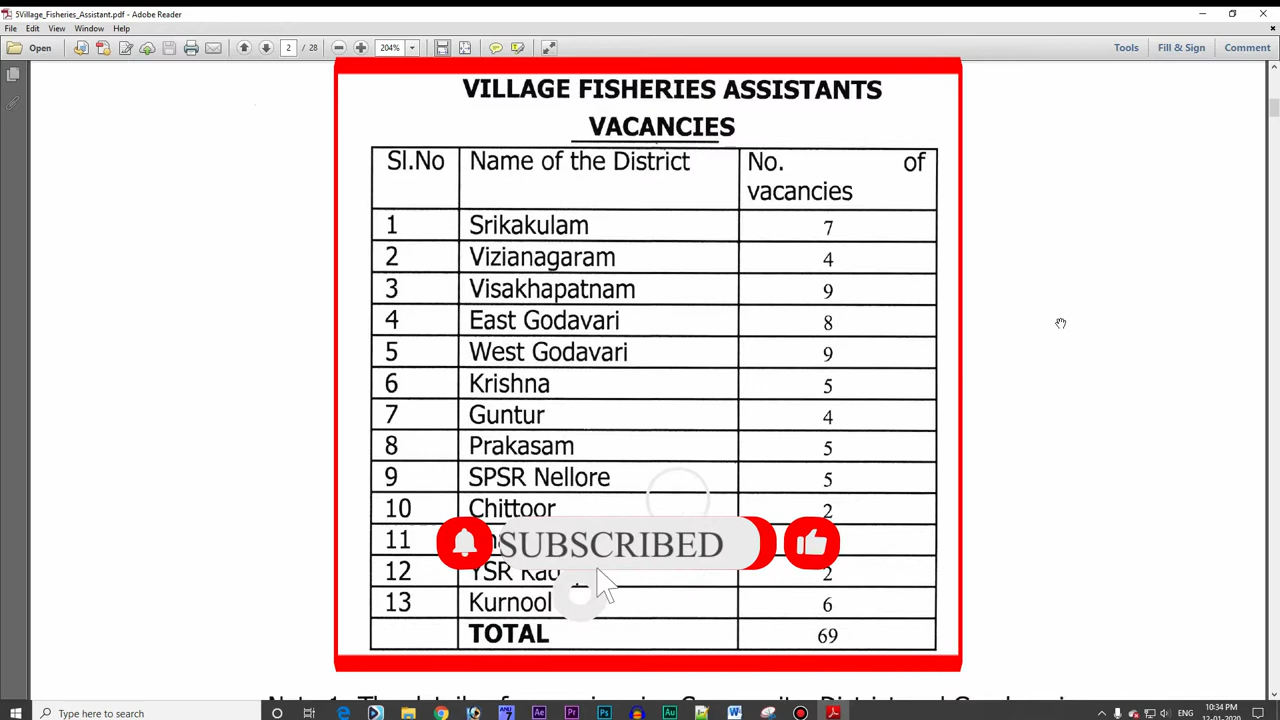 5Village_Fisheries_Assistant.pdf - Adobe Reader
File Edit View Window Help
Open 2 / 28 204% Tools Fill & Sign Comment
VILLAGE FISHERIES ASSISTANTS
VACANCIES
Sl.No Name of the District No. of vacancies
1 Srikakulam 7
2 Vizianagaram 4
3 Visakhapatnam 9
4 East Godavari 8
5 West Godavari 9
6 Krishna 5
7 Guntur 4
8 Prakasam 5
9 SPSR Nellore 5
10 Chittoor 2
11
SUBSCRIBED
12 YSR 2
13 Kurnool 6
TOTAL 69
Type here to search
ENG
10:34 PM
12-01-2020